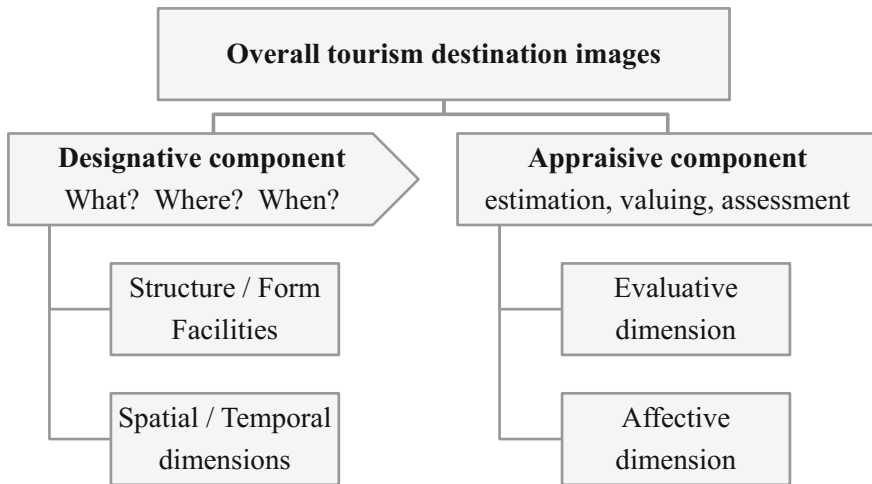 Overall tourism destination images
Designative component
What? Where? When?
Appraisive component
estimation, valuing, assessment
Structure / Form
Facilities
Evaluative
dimension
Spatial / Temporal
dimensions
Affective
dimension